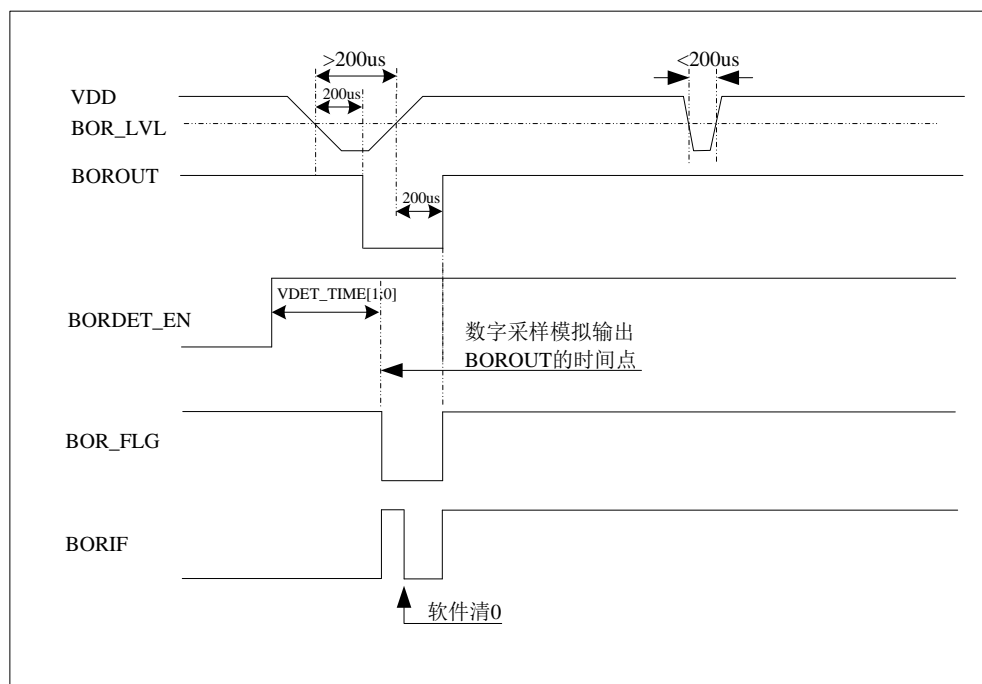 >200us
<200us
VDD
200us
BOR_LVL
BOROUT
200us
VDET_TIME[1:0]
BORDET_EN
数字采样模拟输出
BOROUT的时间点
BOR_FLG
BORIF
软件清0